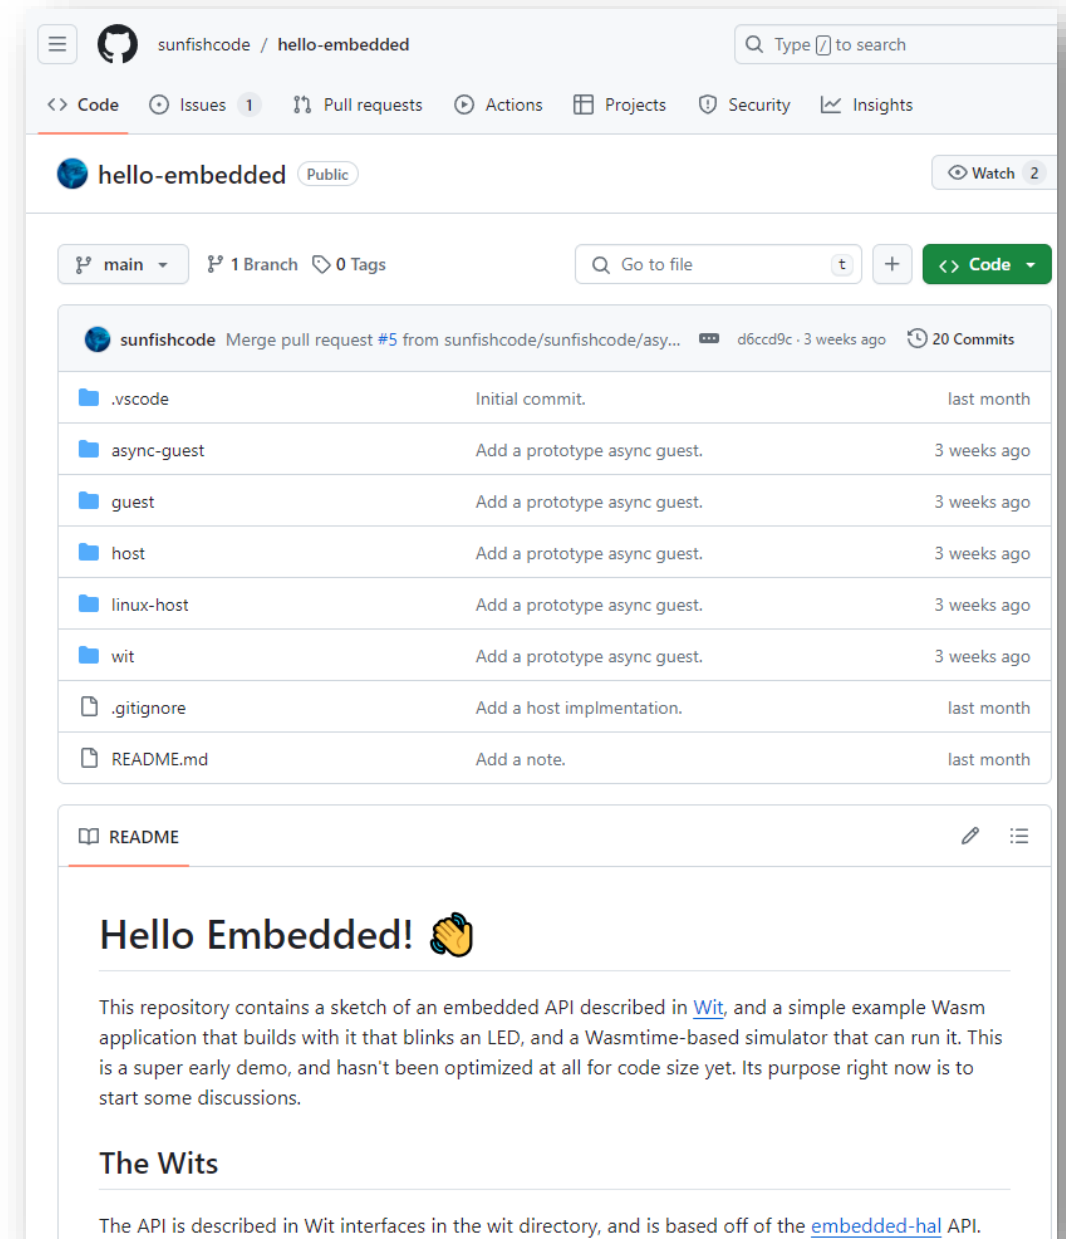 sunfishcode / hello-embedded
Type / to search
Code Issues 1 Pull requests Actions Projects Security Insights
hello-embedded Public
Watch 2
main 1 Branch 0 Tags
Go to file t + Code
sunfishcode Merge pull request #5 from sunfishcode/sunfishcode/asy... d6ccd9c · 3 weeks ago 20 Commits
.vscode Initial commit. last month
async-guest Add a prototype async guest. 3 weeks ago
guest Add a prototype async guest. 3 weeks ago
host Add a prototype async guest. 3 weeks ago
linux-host Add a prototype async guest. 3 weeks ago
wit Add a prototype async guest. 3 weeks ago
.gitignore Add a host implmentation. last month
README.md Add a note. last month
README
Hello Embedded! 👋
This repository contains a sketch of an embedded API described in Wit, and a simple example Wasm
application that builds with it that blinks an LED, and a Wasmtime-based simulator that can run it. This
is a super early demo, and hasn't been optimized at all for code size yet. Its purpose right now is to
start some discussions.
The Wits
The API is described in Wit interfaces in the wit directory, and is based off of the embedded-hal API.